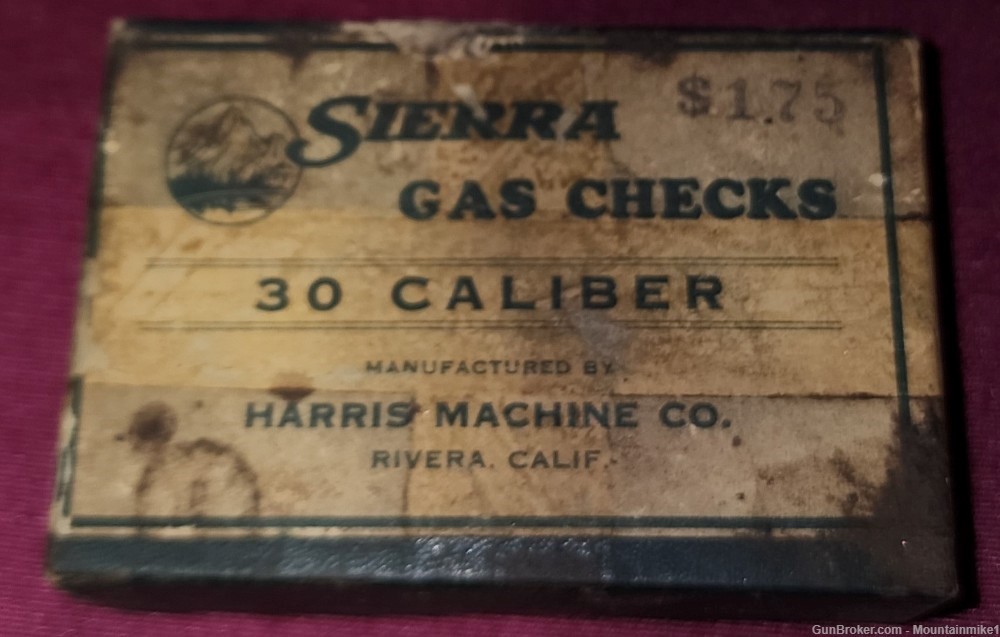 SIERRA $1.75
GAS CHECKS
30 CALIBER
MANUFACTURED BY
HARRIS MACHINE CO.
RIVERA. CALIF.
GunBroker.com - Mountainmike1